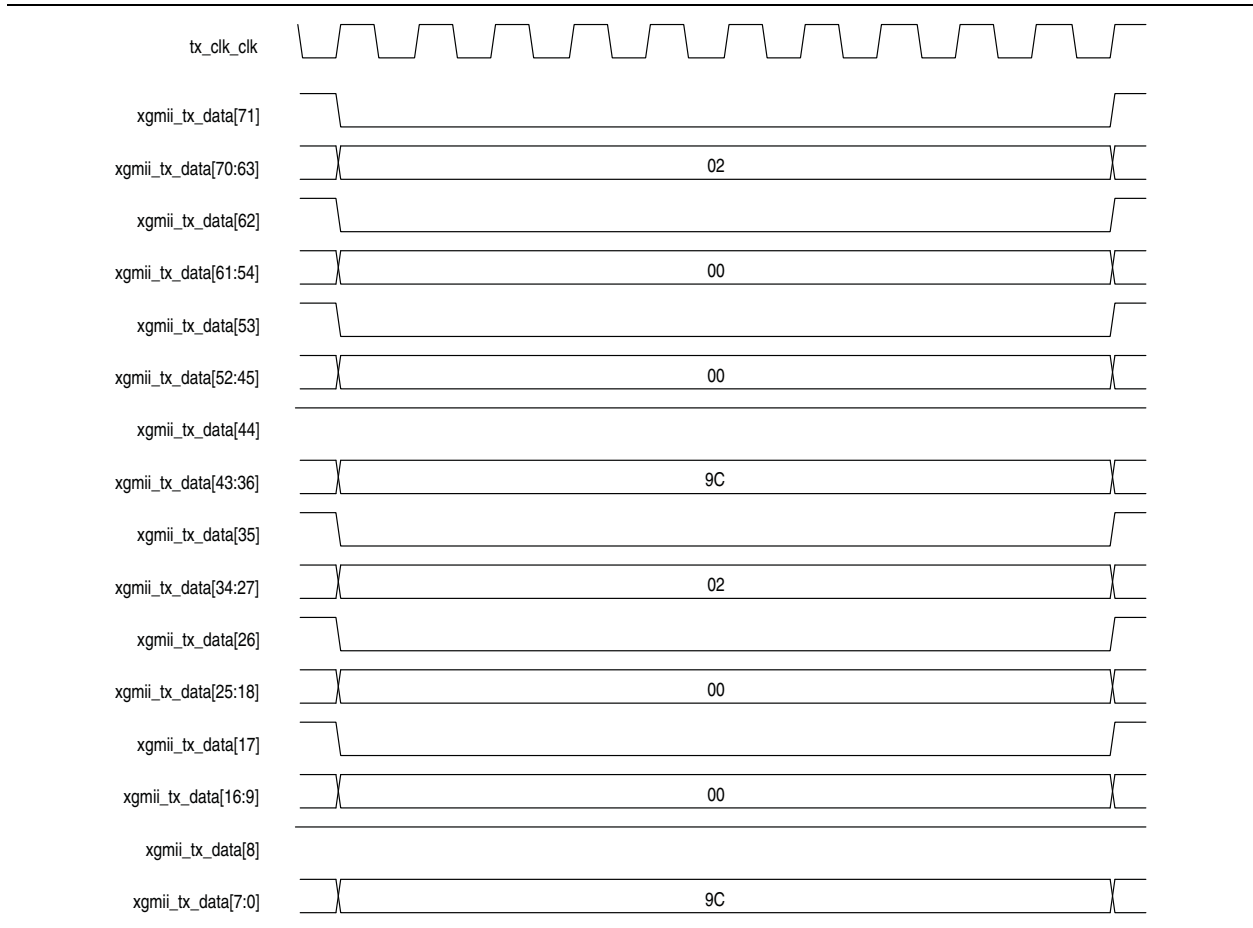 tx_clk_clk
xgmii_tx_data[71]
xgmii_tx_data[70:63] 02
xgmii_tx_data[62]
xgmii_tx_data[61:54] 00
xgmii_tx_data[53]
xgmii_tx_data[52:45] 00
xgmii_tx_data[44]
xgmii_tx_data[43:36] 9C
xgmii_tx_data[35]
xgmii_tx_data[34:27] 02
xgmii_tx_data[26]
xgmii_tx_data[25:18] 00
xgmii_tx_data[17]
xgmii_tx_data[16:9] 00
xgmii_tx_data[8]
xgmii_tx_data[7:0] 9C